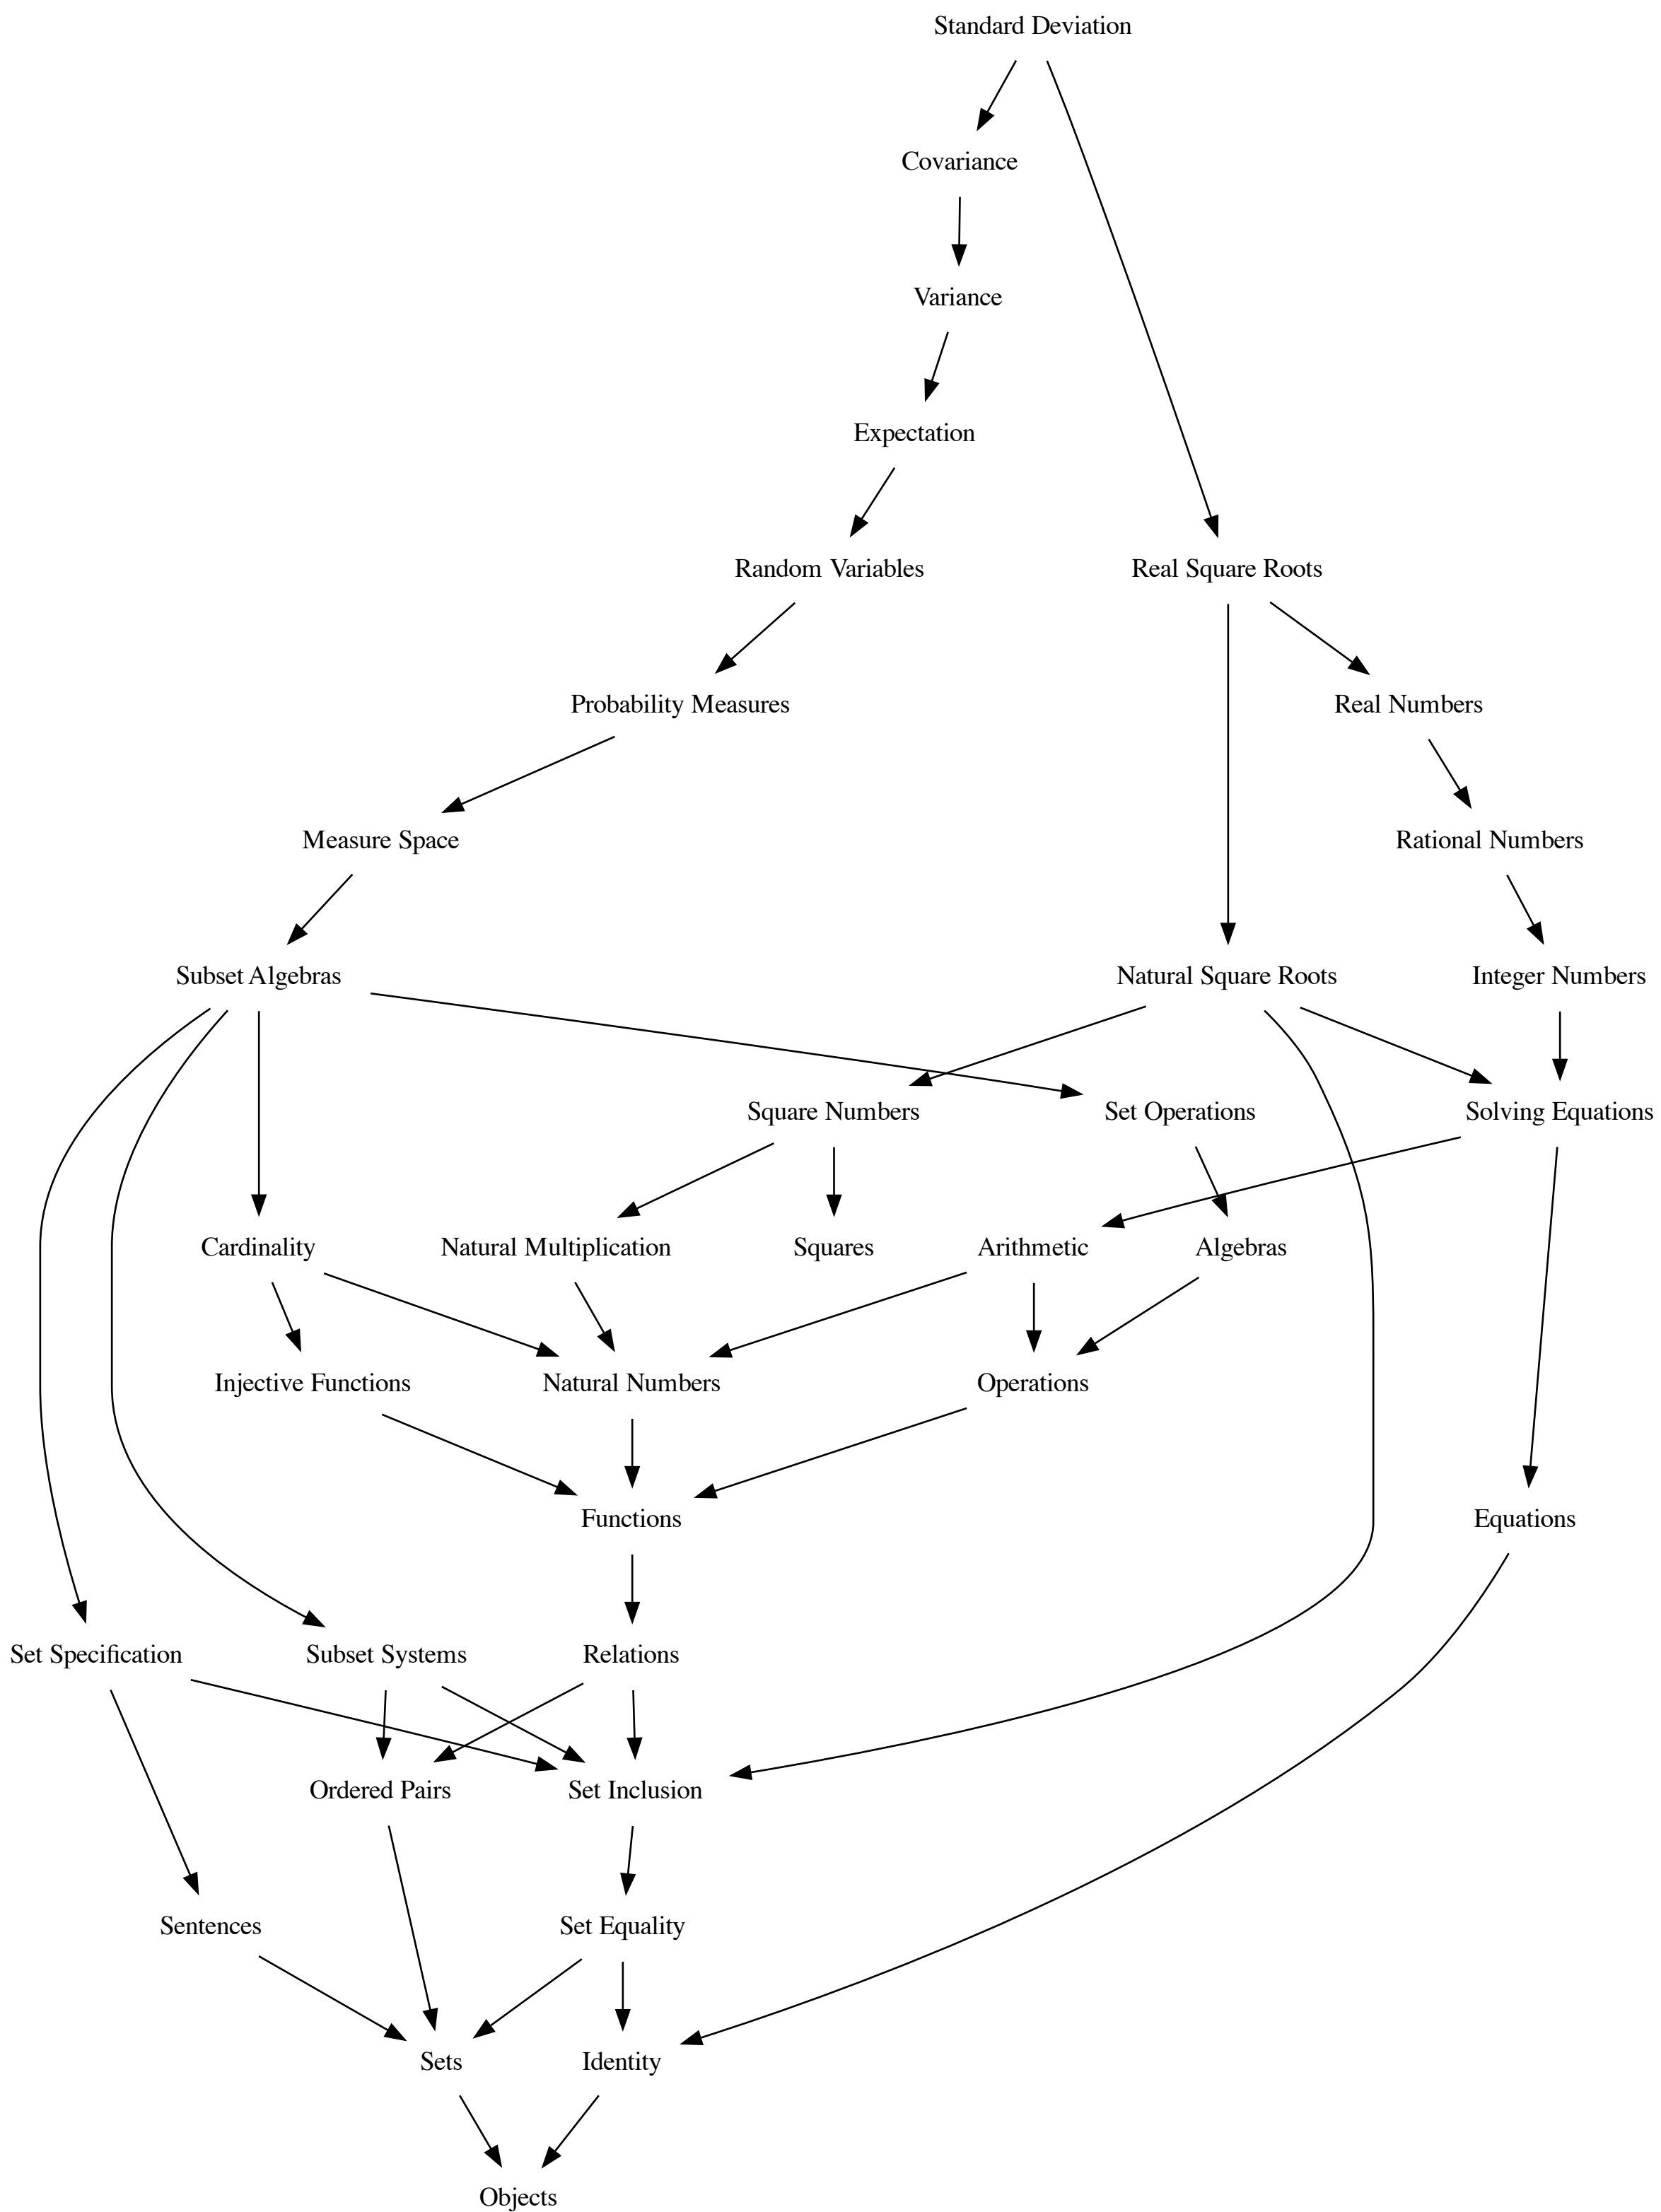 Standard Deviation
Covariance
Variance
Expectation
Random Variables
Real Square Roots
Probability Measures
Real Numbers
Measure Space
Rational Numbers
Subset Algebras
Natural Square Roots
Integer Numbers
Square Numbers
Set Operations
Solving Equations
Cardinality
Natural Multiplication
Squares
Arithmetic
Algebras
Injective Functions
Natural Numbers
Operations
Functions
Equations
Set Specification
Subset Systems
Relations
Ordered Pairs
Set Inclusion
Sentences
Set Equality
Sets
Identity
Objects